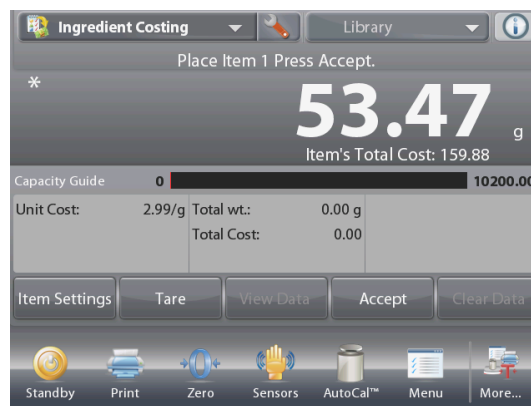 Ingredient Costing Library
Place Item 1 Press Accept.
*
53.47 g
Item's Total Cost: 159.88
Capacity Guide 0 10200.00
Unit Cost: 2.99/g Total wt.: 0.00 g
Total Cost: 0.00
Item Settings Tare View Data Accept Clear Data
Standby Print Zero Sensors AutoCal™ Menu More...